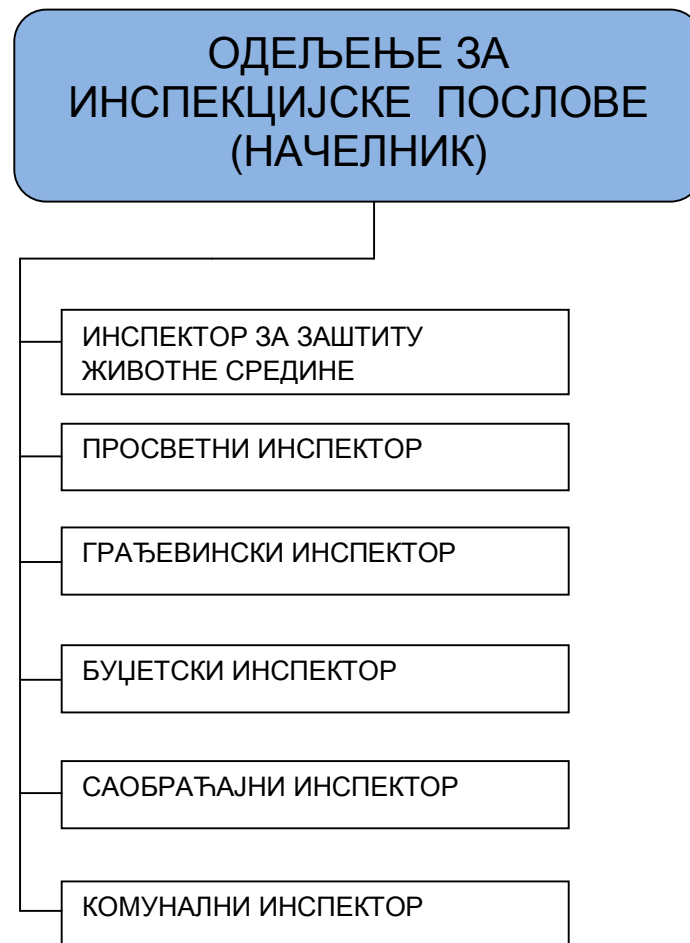 ОДЕЉЕЊЕ ЗА
ИНСПЕКЦИЈСКЕ ПОСЛОВЕ
(НАЧЕЛНИК)
ИНСПЕКТОР ЗА ЗАШТИТУ
ЖИВОТНЕ СРЕДИНЕ
ПРОСВЕТНИ ИНСПЕКТОР
ГРАЂЕВИНСКИ ИНСПЕКТОР
БУЏЕТСКИ ИНСПЕКТОР
САОБРАЋАЈНИ ИНСПЕКТОР
КОМУНАЛНИ ИНСПЕКТОР